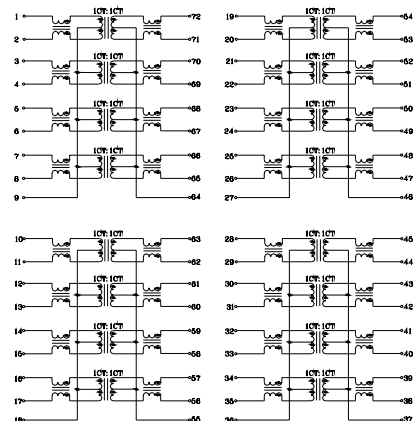 1CT:1CT 1CT:1CT
1 72 19 54
2 71 20 53
1CT:1CT 1CT:1CT
3 70 21 52
4 69 22 51
1CT:1CT 1CT:1CT
5 68 23 50
6 67 24 49
1CT:1CT 1CT:1CT
7 66 25 48
8 65 26 47
9 64 27 46
1CT:1CT 1CT:1CT
10 63 28 45
11 62 29 44
1CT:1CT 1CT:1CT
12 61 30 43
13 60 31 42
1CT:1CT 1CT:1CT
14 59 32 41
15 58 33 40
1CT:1CT 1CT:1CT
16 57 34 39
17 56 35 38
18 55 36 37